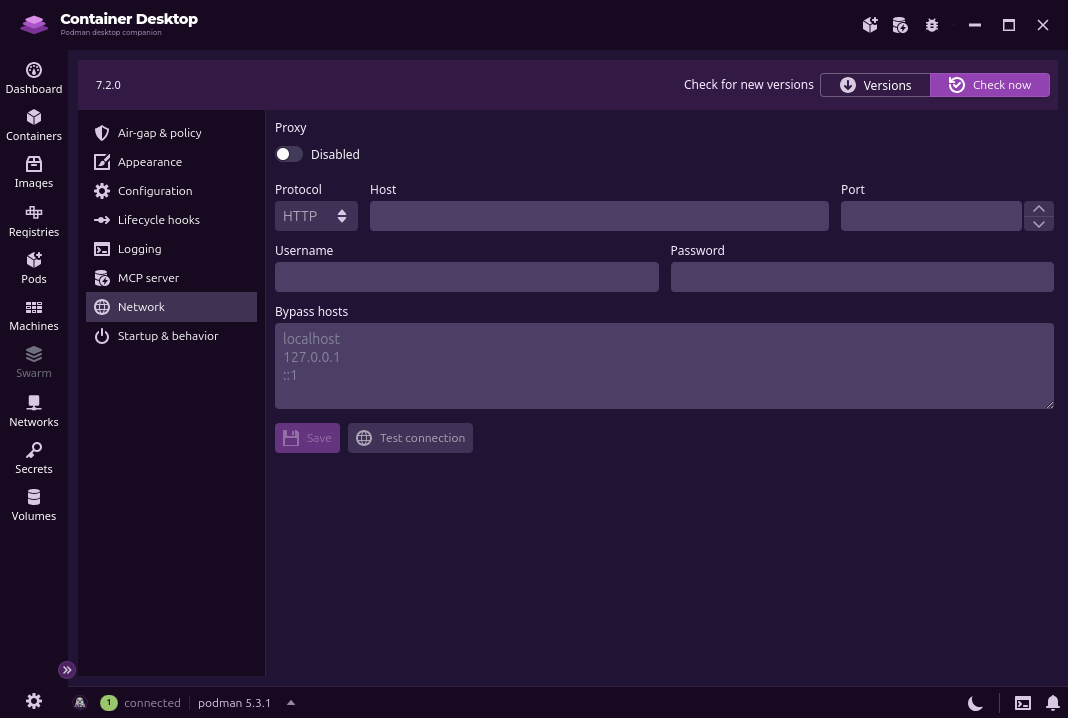 Container Desktop
Podman desktop companion
7.2.0
Check for new versions
Versions
Check now
Dashboard
Containers
Images
Registries
Pods
Machines
Swarm
Networks
Secrets
Volumes
Air-gap & policy
Appearance
Configuration
Lifecycle hooks
Logging
MCP server
Network
Startup & behavior
Proxy
Disabled
Protocol
Host
Port
HTTP
Username
Password
Bypass hosts
localhost
127.0.0.1
::1
Save
Test connection
1
connected
podman 5.3.1